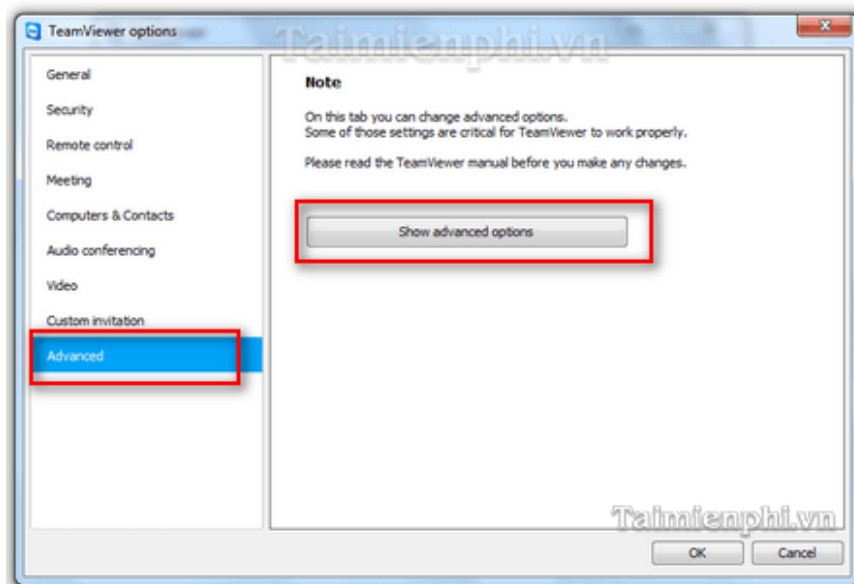 TeamViewer options
Taimienphi.vn
General
Security
Remote control
Meeting
Computers & Contacts
Audio conferencing
Video
Custom invitation
Advanced
Note
On this tab you can change advanced options.
Some of those settings are critical for TeamViewer to work properly.
Please read the TeamViewer manual before you make any changes.
Show advanced options
Taimienphi.vn
OK
Cancel